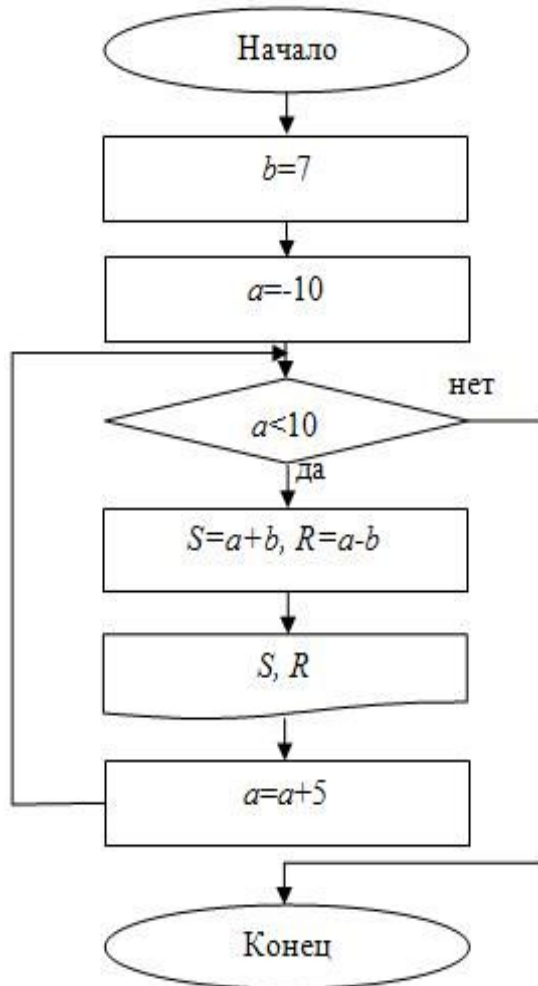 Начало
b=7
a=-10
нет
a<10
да
S=a+b, R=a-b
S, R
a=a+5
Конец